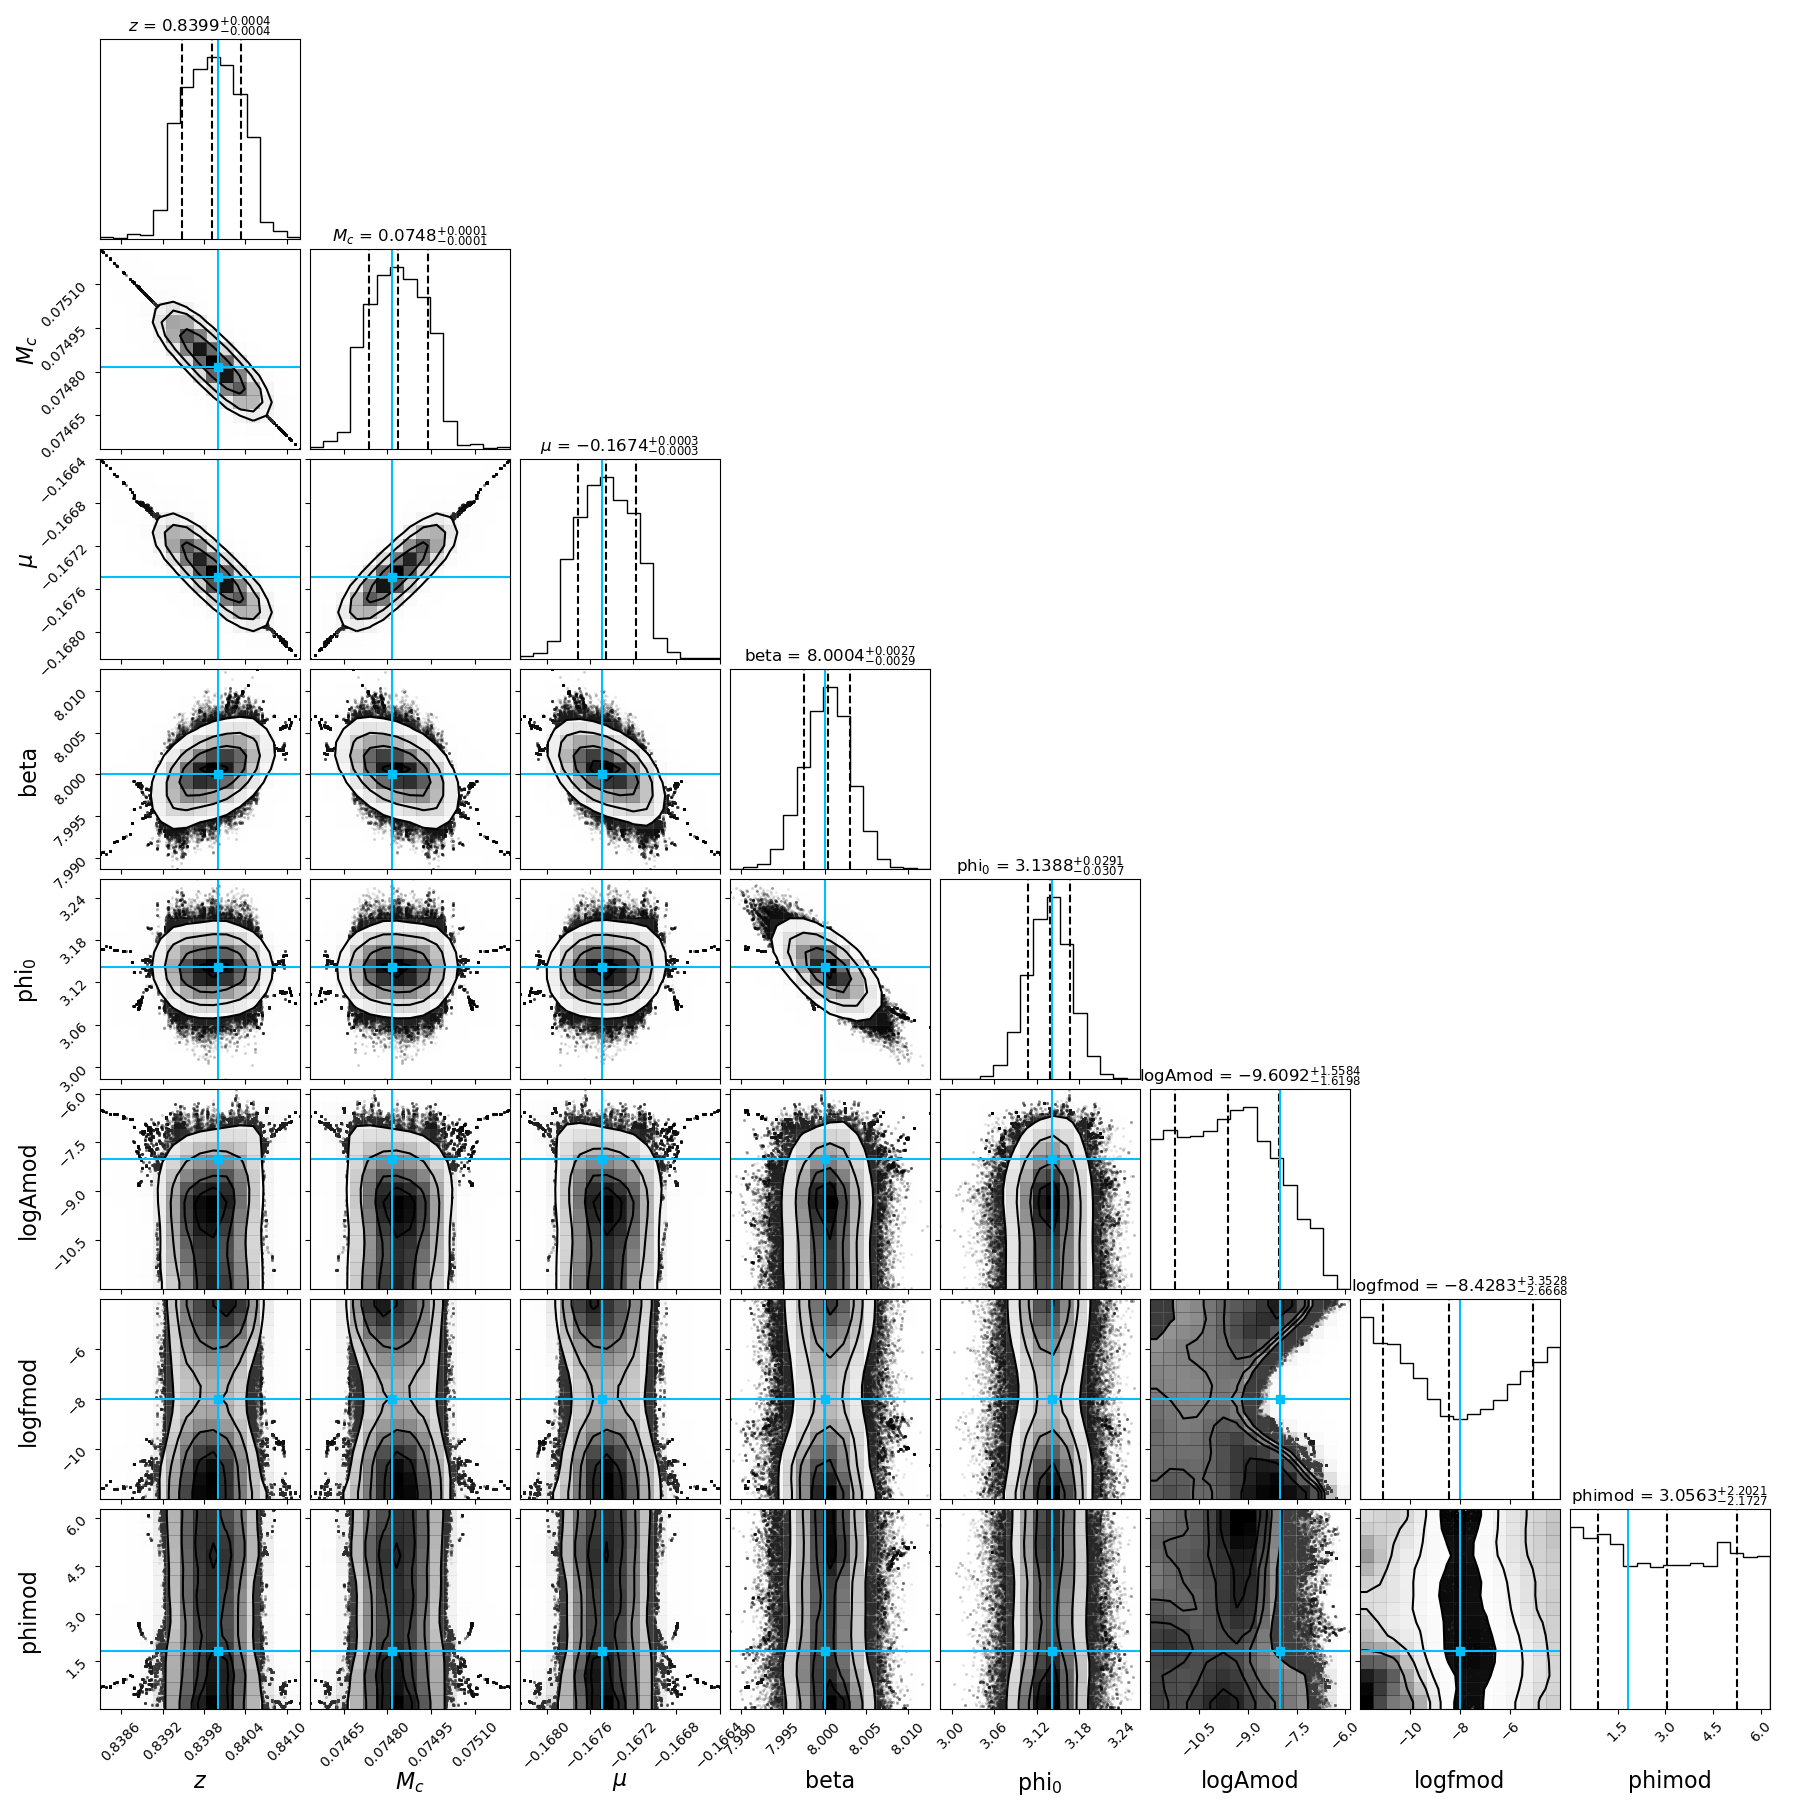 z = 0.8399 +0.0004 −0.0004
M_c = 0.0748 +0.0001 −0.0001
M_c
0.07510
0.07495
0.07480
0.07465
μ = −0.1674 +0.0003 −0.0003
μ
−0.1664
−0.1668
−0.1672
−0.1676
−0.1680
beta = 8.0004 +0.0027 −0.0029
beta
8.010
8.005
8.000
7.995
7.990
phi_0 = 3.1388 +0.0291 −0.0307
phi_0
3.24
3.18
3.12
3.06
3.00
logAmod = −9.6092 +1.5584 −1.6198
logAmod
−6.0
−7.5
−9.0
−10.5
logfmod = −8.4283 +3.3528 −2.6668
logfmod
−6
−8
−10
phimod = 3.0563 +2.2021 −2.1727
phimod
6.0
4.5
3.0
1.5
0.8386 0.8392 0.8398 0.8404 0.8410
0.07465 0.07480 0.07495 0.07510
−0.1680 −0.1676 −0.1672 −0.1668 −0.1664
7.990 7.995 8.000 8.005 8.010
3.00 3.06 3.12 3.18 3.24
−10.5 −9.0 −7.5 −6.0
−10 −8 −6
1.5 3.0 4.5 6.0
z M_c μ beta phi_0 logAmod logfmod phimod